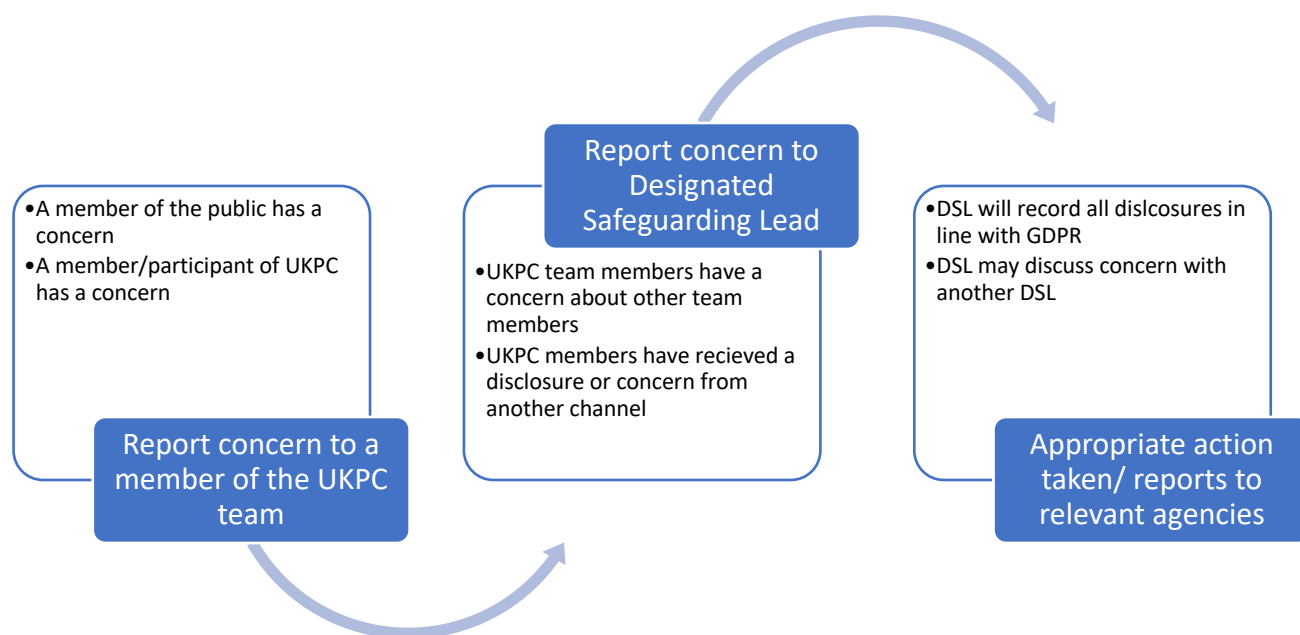 •A member of the public has a
concern
•A member/participant of UKPC
has a concern
Report concern to a
member of the UKPC
team
Report concern to
Designated
Safeguarding Lead
•UKPC team members have a
concern about other team
members
•UKPC members have recieved a
disclosure or concern from
another channel
•DSL will record all dislcosures in
line with GDPR
•DSL may discuss concern with
another DSL
Appropriate action
taken/ reports to
relevant agencies